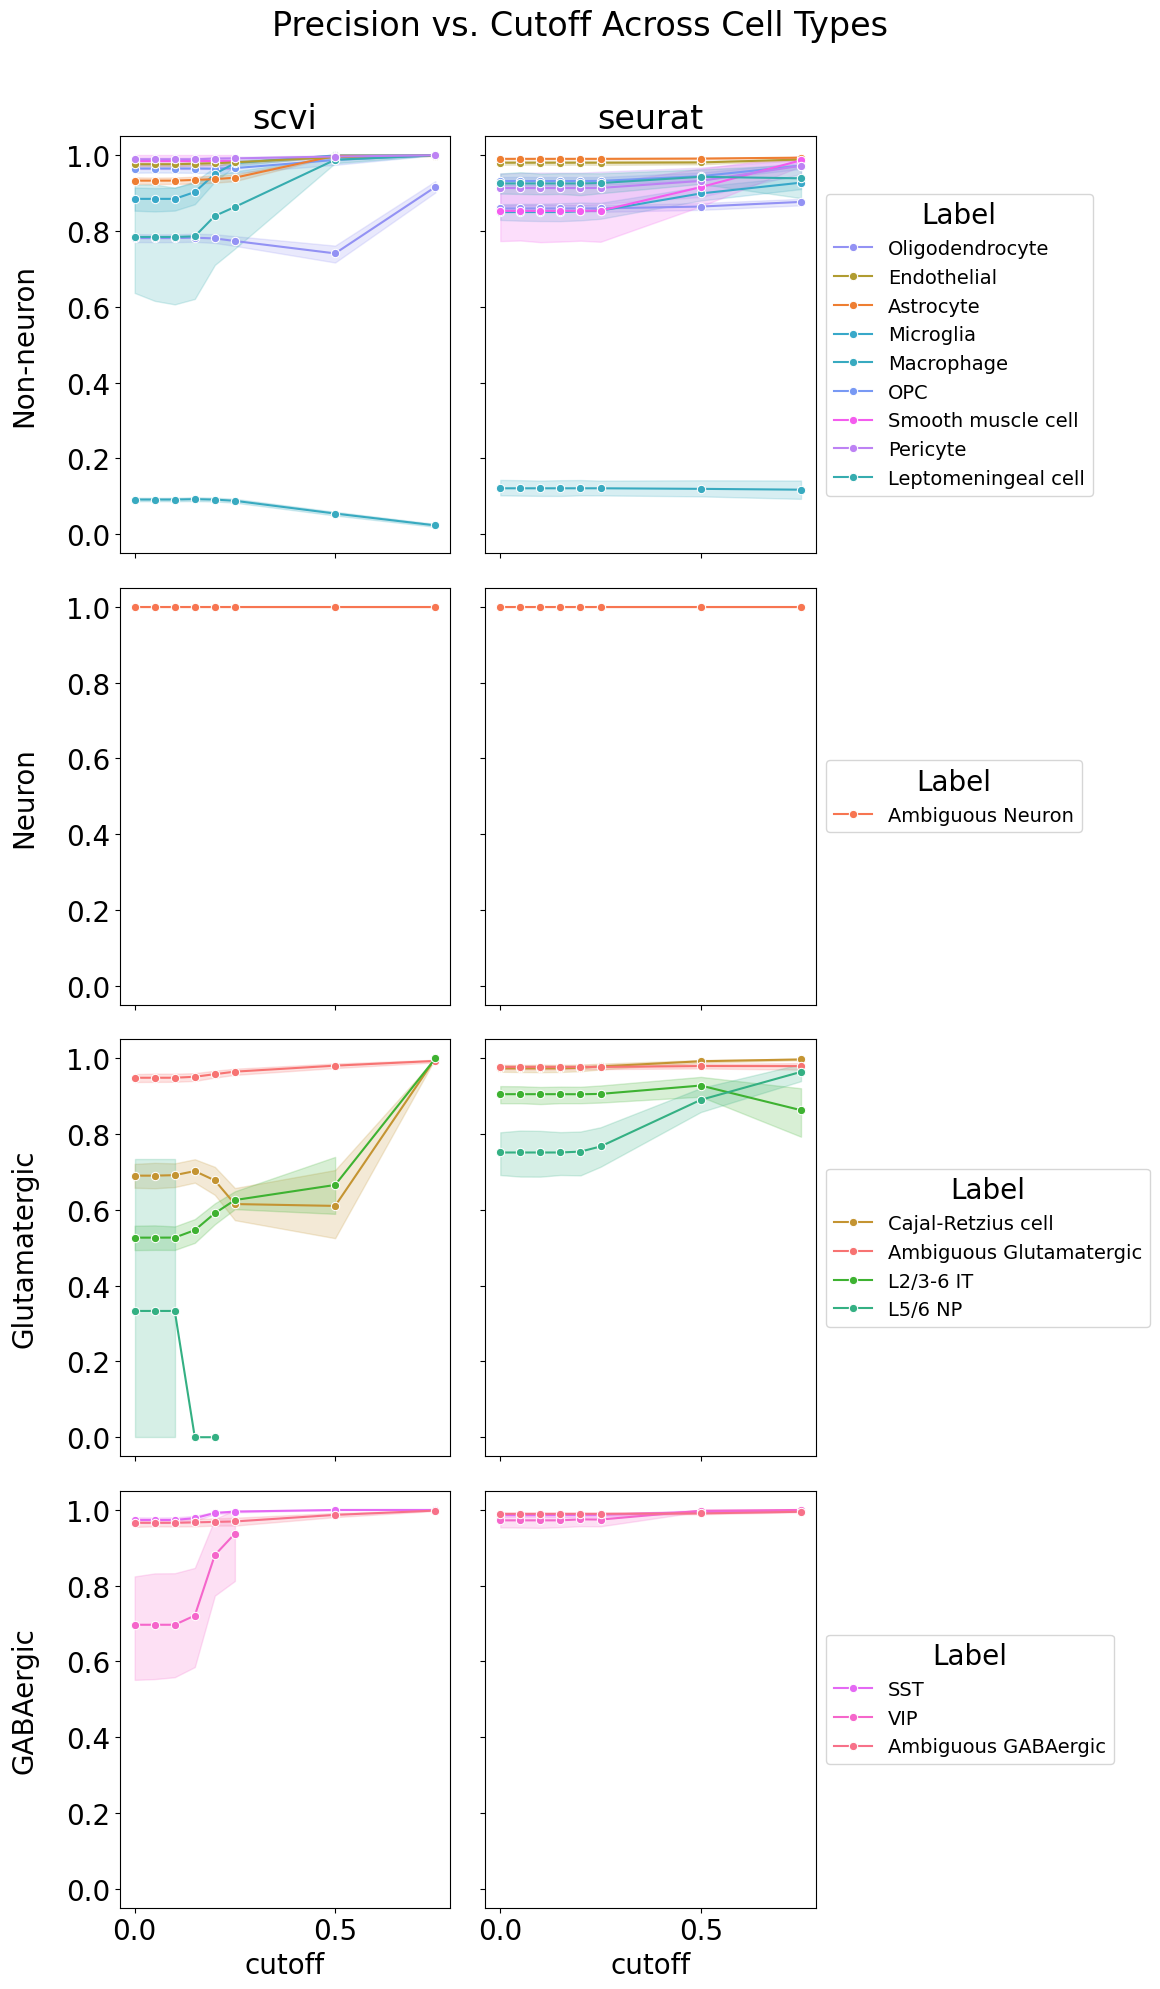 Precision vs. Cutoff Across Cell Types
scvi
seurat
Non-neuron
1.0
0.8
0.6
0.4
0.2
0.0
Label
Oligodendrocyte
Endothelial
Astrocyte
Microglia
Macrophage
OPC
Smooth muscle cell
Pericyte
Leptomeningeal cell
Neuron
1.0
0.8
0.6
0.4
0.2
0.0
Label
Ambiguous Neuron
Glutamatergic
1.0
0.8
0.6
0.4
0.2
0.0
Label
Cajal-Retzius cell
Ambiguous Glutamatergic
L2/3-6 IT
L5/6 NP
GABAergic
1.0
0.8
0.6
0.4
0.2
0.0
Label
SST
VIP
Ambiguous GABAergic
0.0 0.5
cutoff
0.0 0.5
cutoff